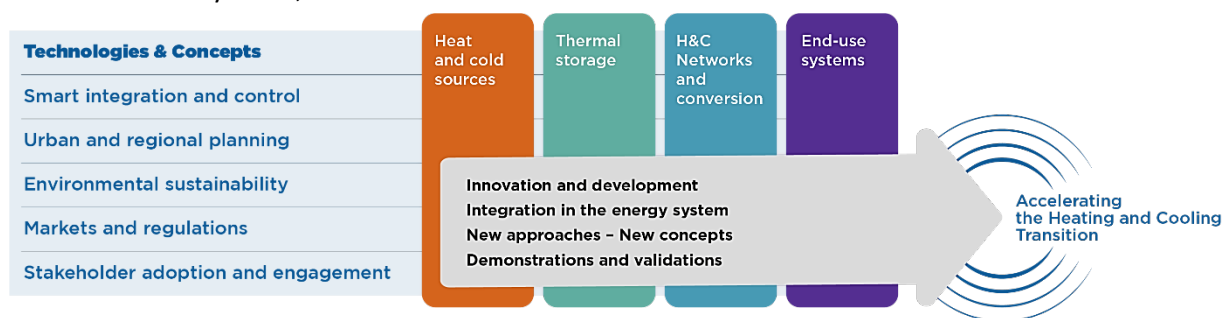 Technologies & Concepts
Smart integration and control
Urban and regional planning
Environmental sustainability
Markets and regulations
Stakeholder adoption and engagement
Heat
and cold
sources
Thermal
storage
H&C
Networks
and
conversion
End-use
systems
Innovation and development
Integration in the energy system
New approaches – New concepts
Demonstrations and validations
Accelerating
the Heating and Cooling
Transition